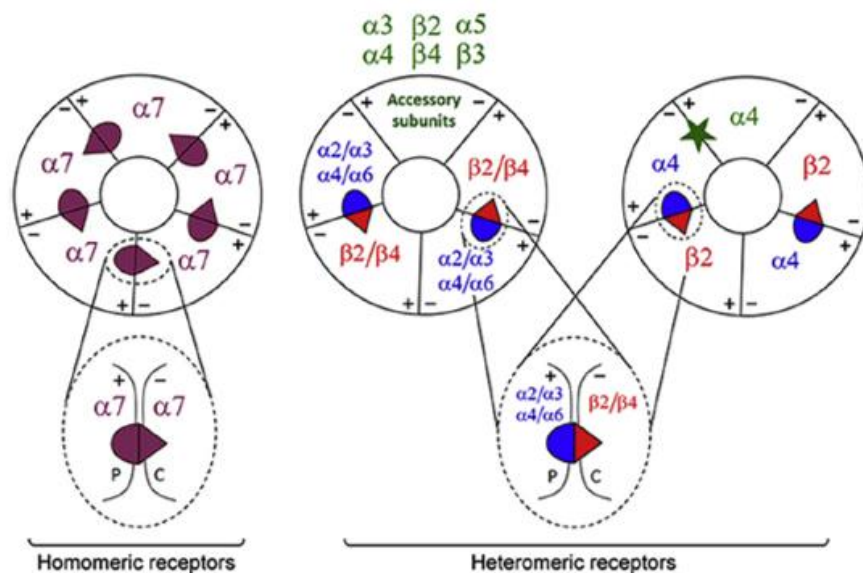 α3 β2 α5
α4 β4 β3
+ α7 -
+
α7
α7
+
-
α7
α7
-
+
+ -
+ -
α7 α7
P C
Homomeric receptors
- +
Accessory
subunits
-
+
α2/α3
α4/α6
β2/β4
+
-
β2/β4
α2/α3
α4/α6
-
+
+ -
+ -
α2/α3
α4/α6
β2/β4
P C
- +
α4
-
+
α4
β2
+
-
β2
α4
-
+
+ -
Heteromeric receptors